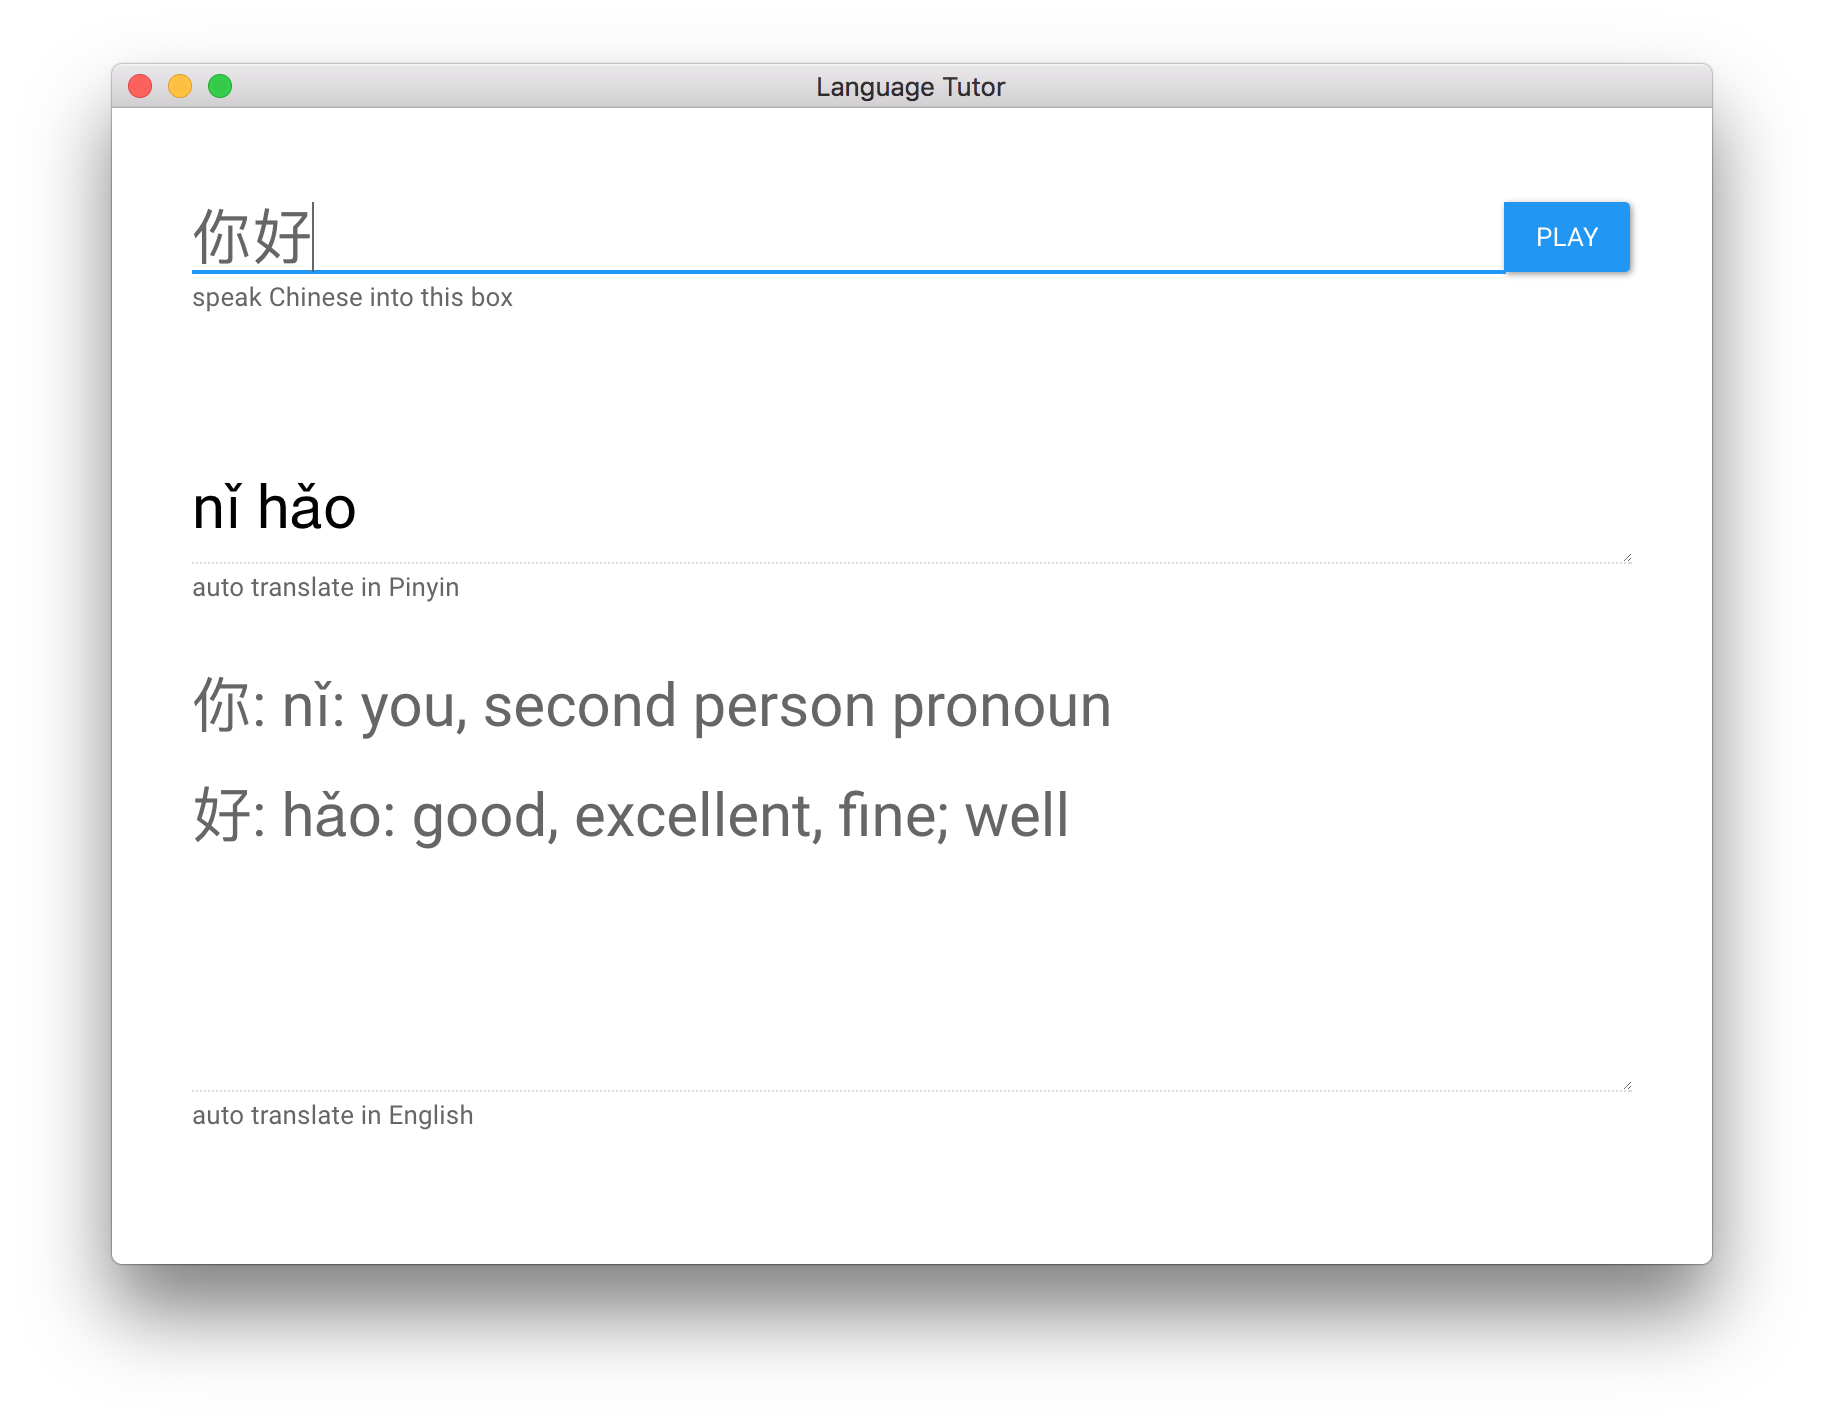 Language Tutor
你好
PLAY
speak Chinese into this box
nǐ hǎo
auto translate in Pinyin
你: nǐ: you, second person pronoun
好: hǎo: good, excellent, fine; well
auto translate in English